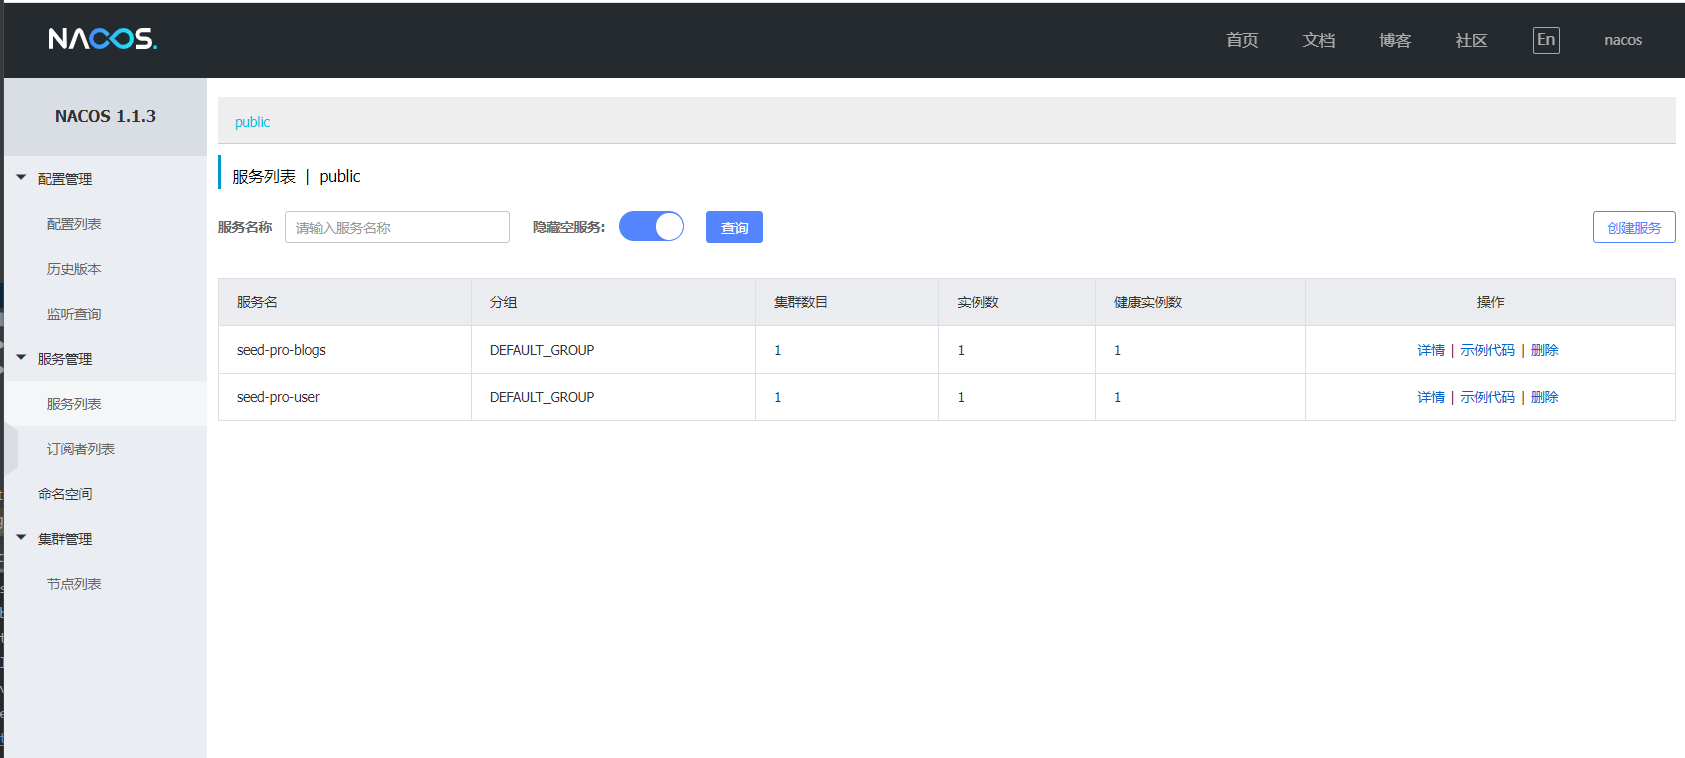 NACOS.
首页 文档 博客 社区 En nacos
NACOS 1.1.3
配置管理
配置列表
历史版本
监听查询
服务管理
服务列表
订阅者列表
命名空间
集群管理
节点列表
public
服务列表 | public
服务名称 请输入服务名称 隐藏空服务: 查询 创建服务
服务名 分组 集群数目 实例数 健康实例数 操作
seed-pro-blogs DEFAULT_GROUP 1 1 1 详情 | 示例代码 | 删除
seed-pro-user DEFAULT_GROUP 1 1 1 详情 | 示例代码 | 删除